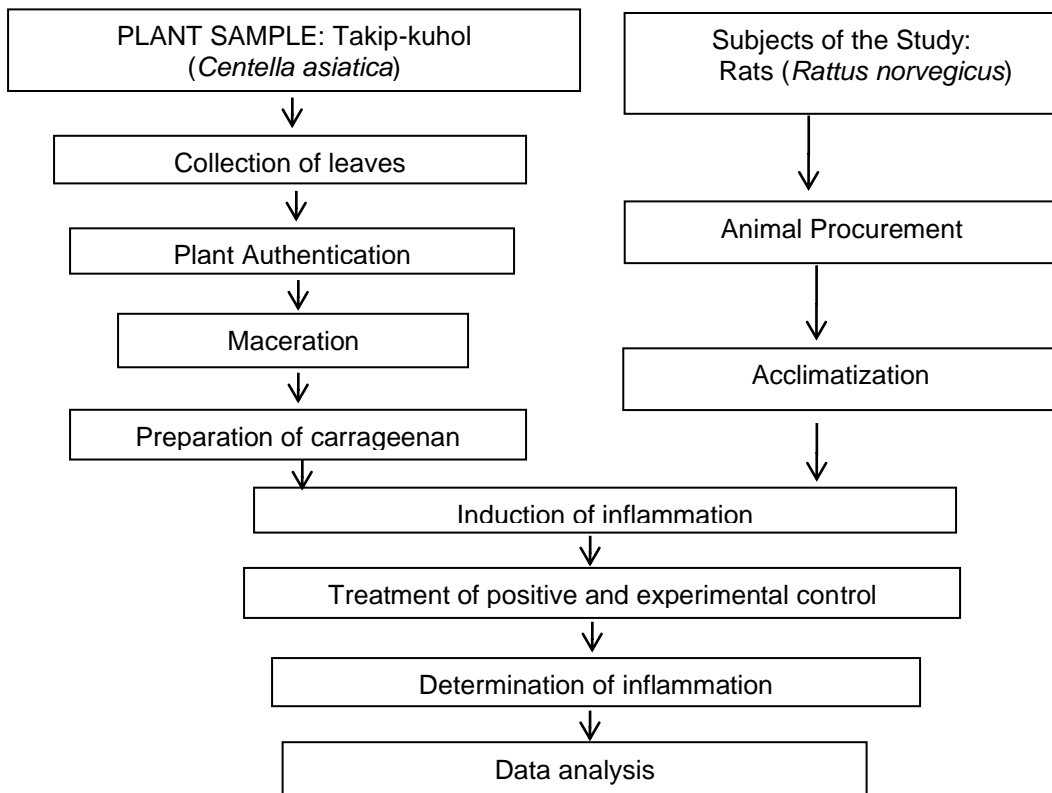 PLANT SAMPLE: Takip-kuhol
(Centella asiatica)
Subjects of the Study:
Rats (Rattus norvegicus)
Collection of leaves
Animal Procurement
Plant Authentication
Maceration
Acclimatization
Preparation of carrageenan
Induction of inflammation
Treatment of positive and experimental control
Determination of inflammation
Data analysis